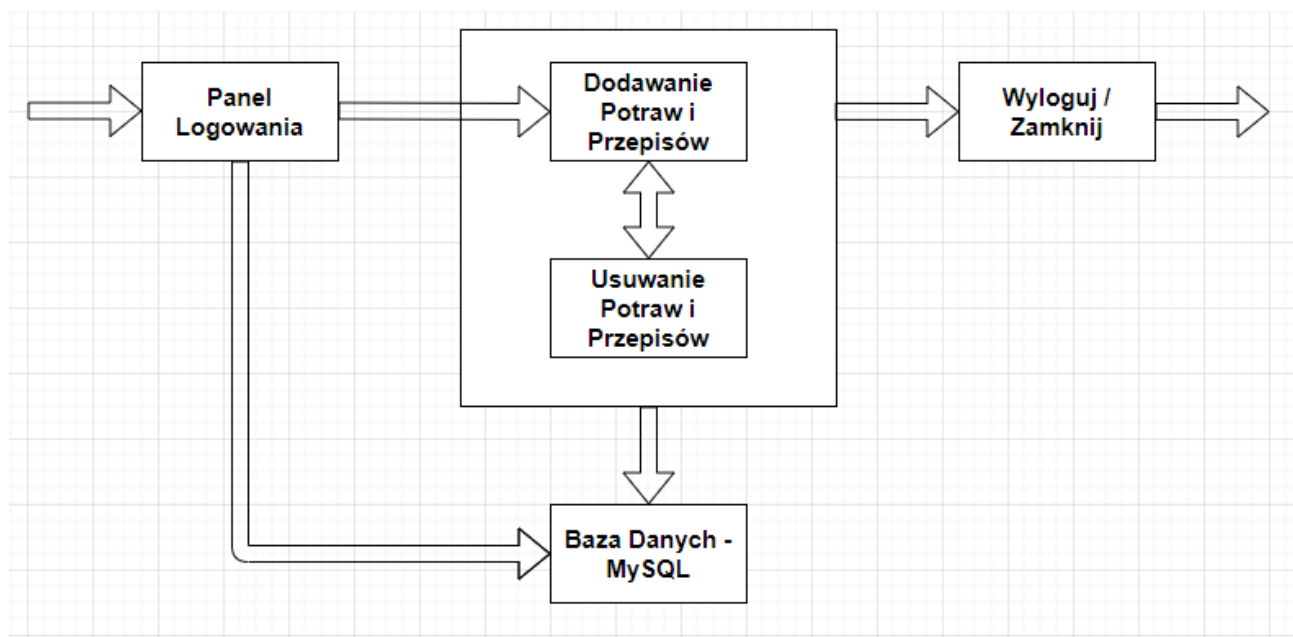 Panel
Logowania
Dodawanie
Potraw i
Przepisów
Wyloguj /
Zamknij
Usuwanie
Potraw i
Przepisów
Baza Danych -
MySQL